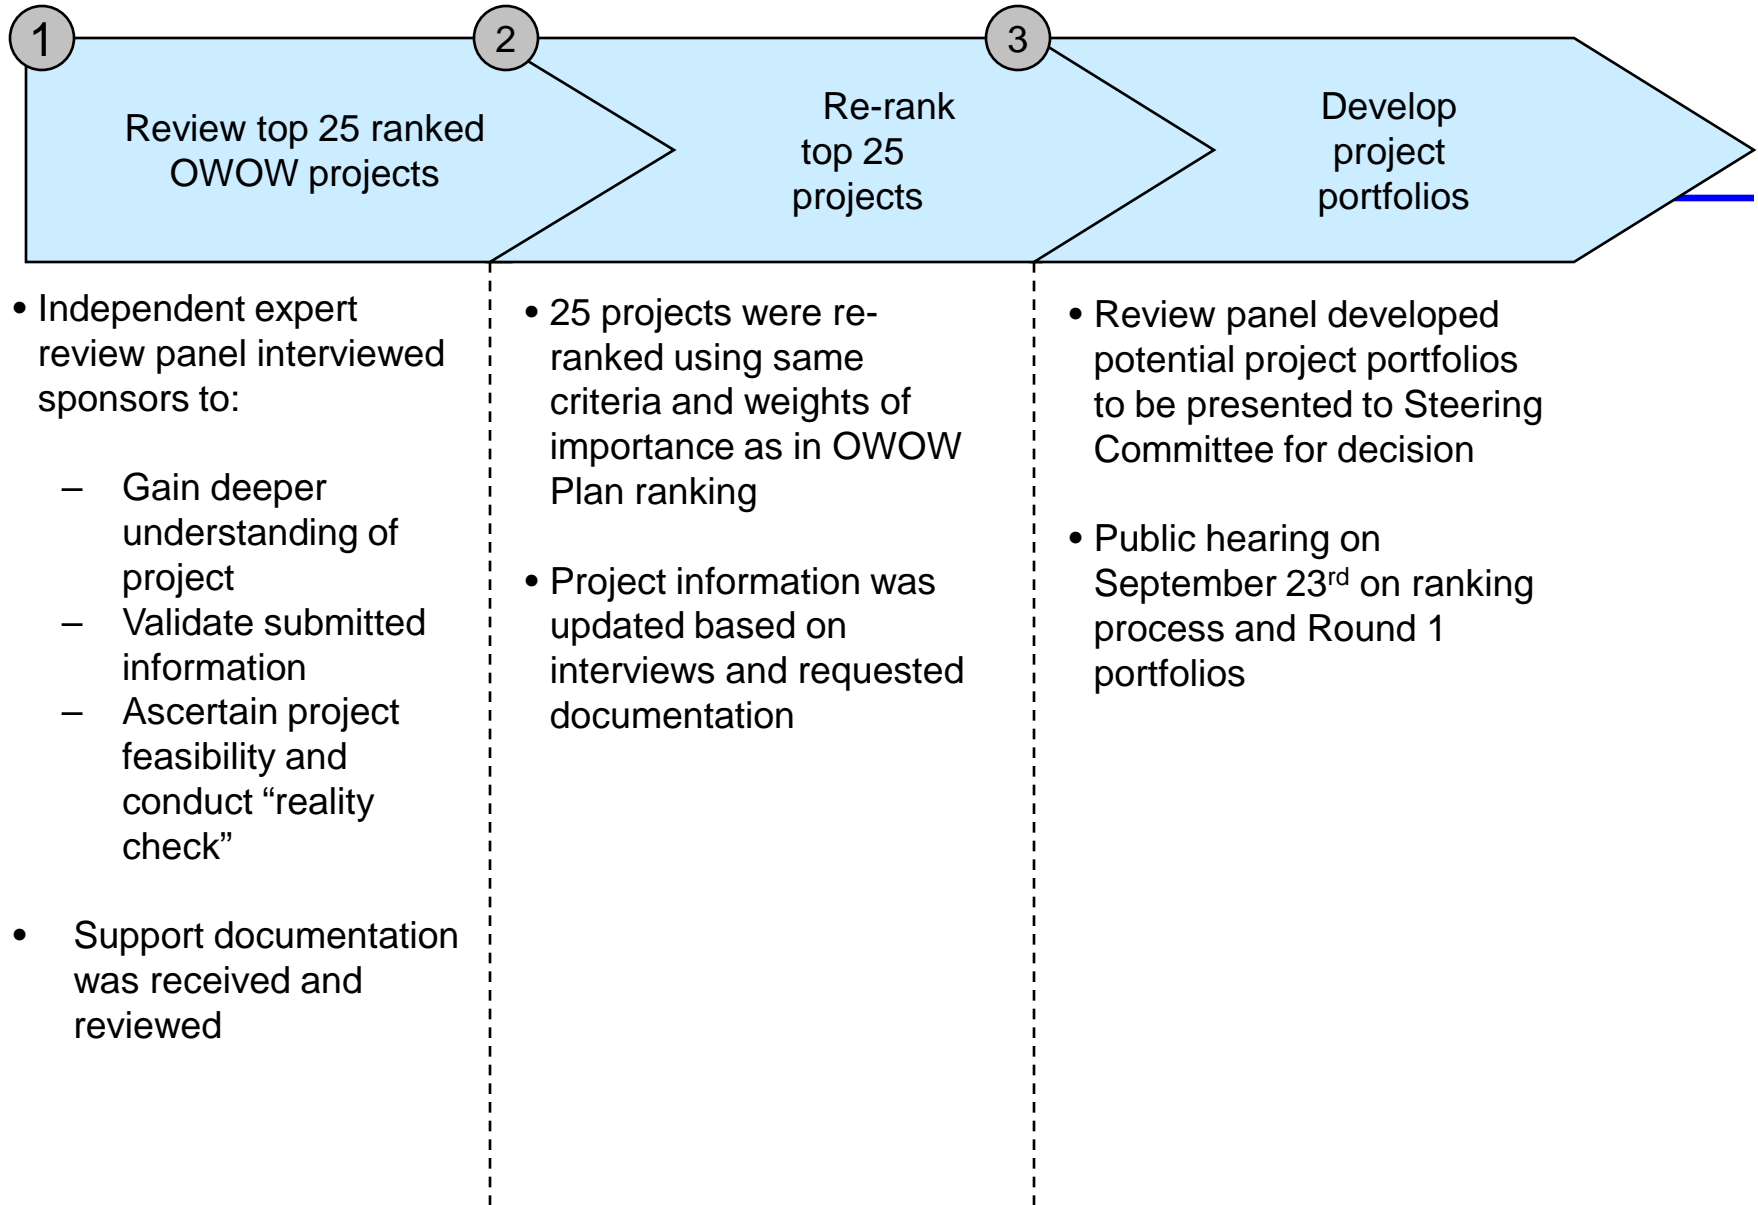 1
Review top 25 ranked
OWOW projects
2
Re-rank
top 25
projects
3
Develop
project
portfolios
• Independent expert
review panel interviewed
sponsors to:
– Gain deeper
understanding of
project
– Validate submitted
information
– Ascertain project
feasibility and
conduct “reality
check”
• Support documentation
was received and
reviewed
• 25 projects were re-
ranked using same
criteria and weights of
importance as in OWOW
Plan ranking
• Project information was
updated based on
interviews and requested
documentation
• Review panel developed
potential project portfolios
to be presented to Steering
Committee for decision
• Public hearing on
September 23rd on ranking
process and Round 1
portfolios